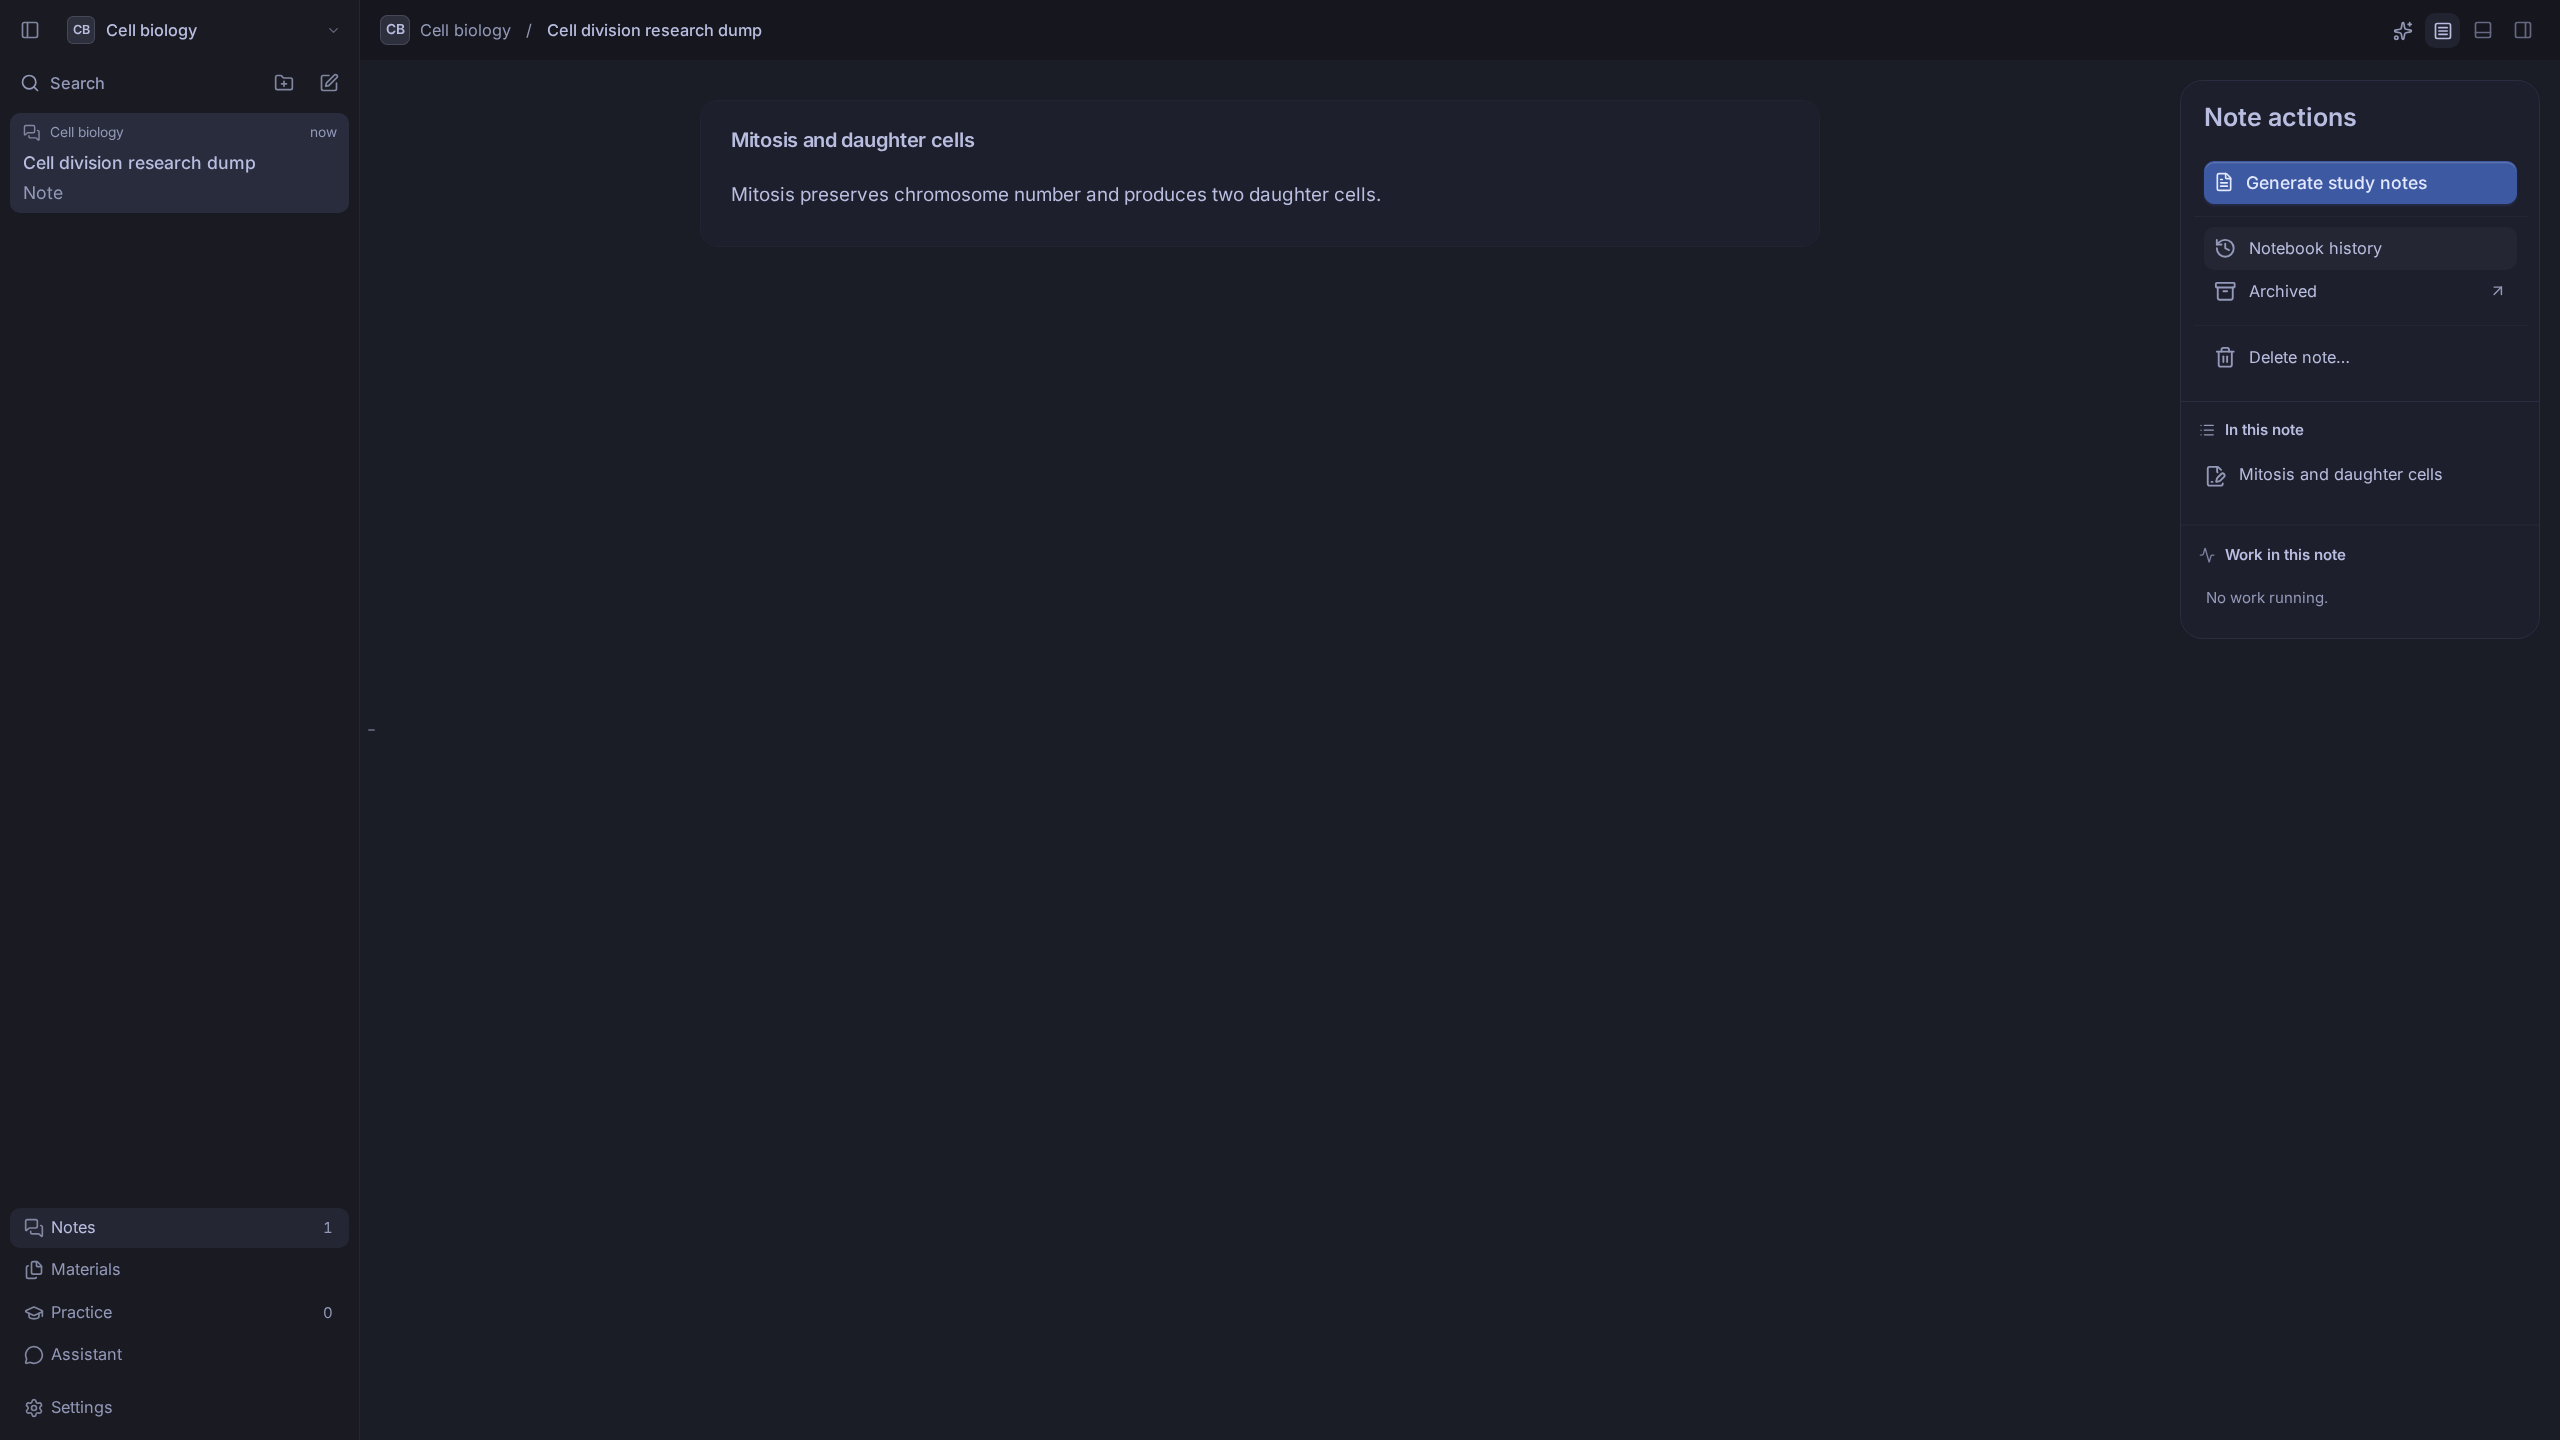 CB Cell biology
Search
Cell biology now
Cell division research dump
Note
Notes 1
Materials
Practice 0
Assistant
Settings
CB Cell biology / Cell division research dump
Mitosis and daughter cells
Mitosis preserves chromosome number and produces two daughter cells.
Note actions
Generate study notes
Notebook history
Archived
Delete note...
In this note
Mitosis and daughter cells
Work in this note
No work running.